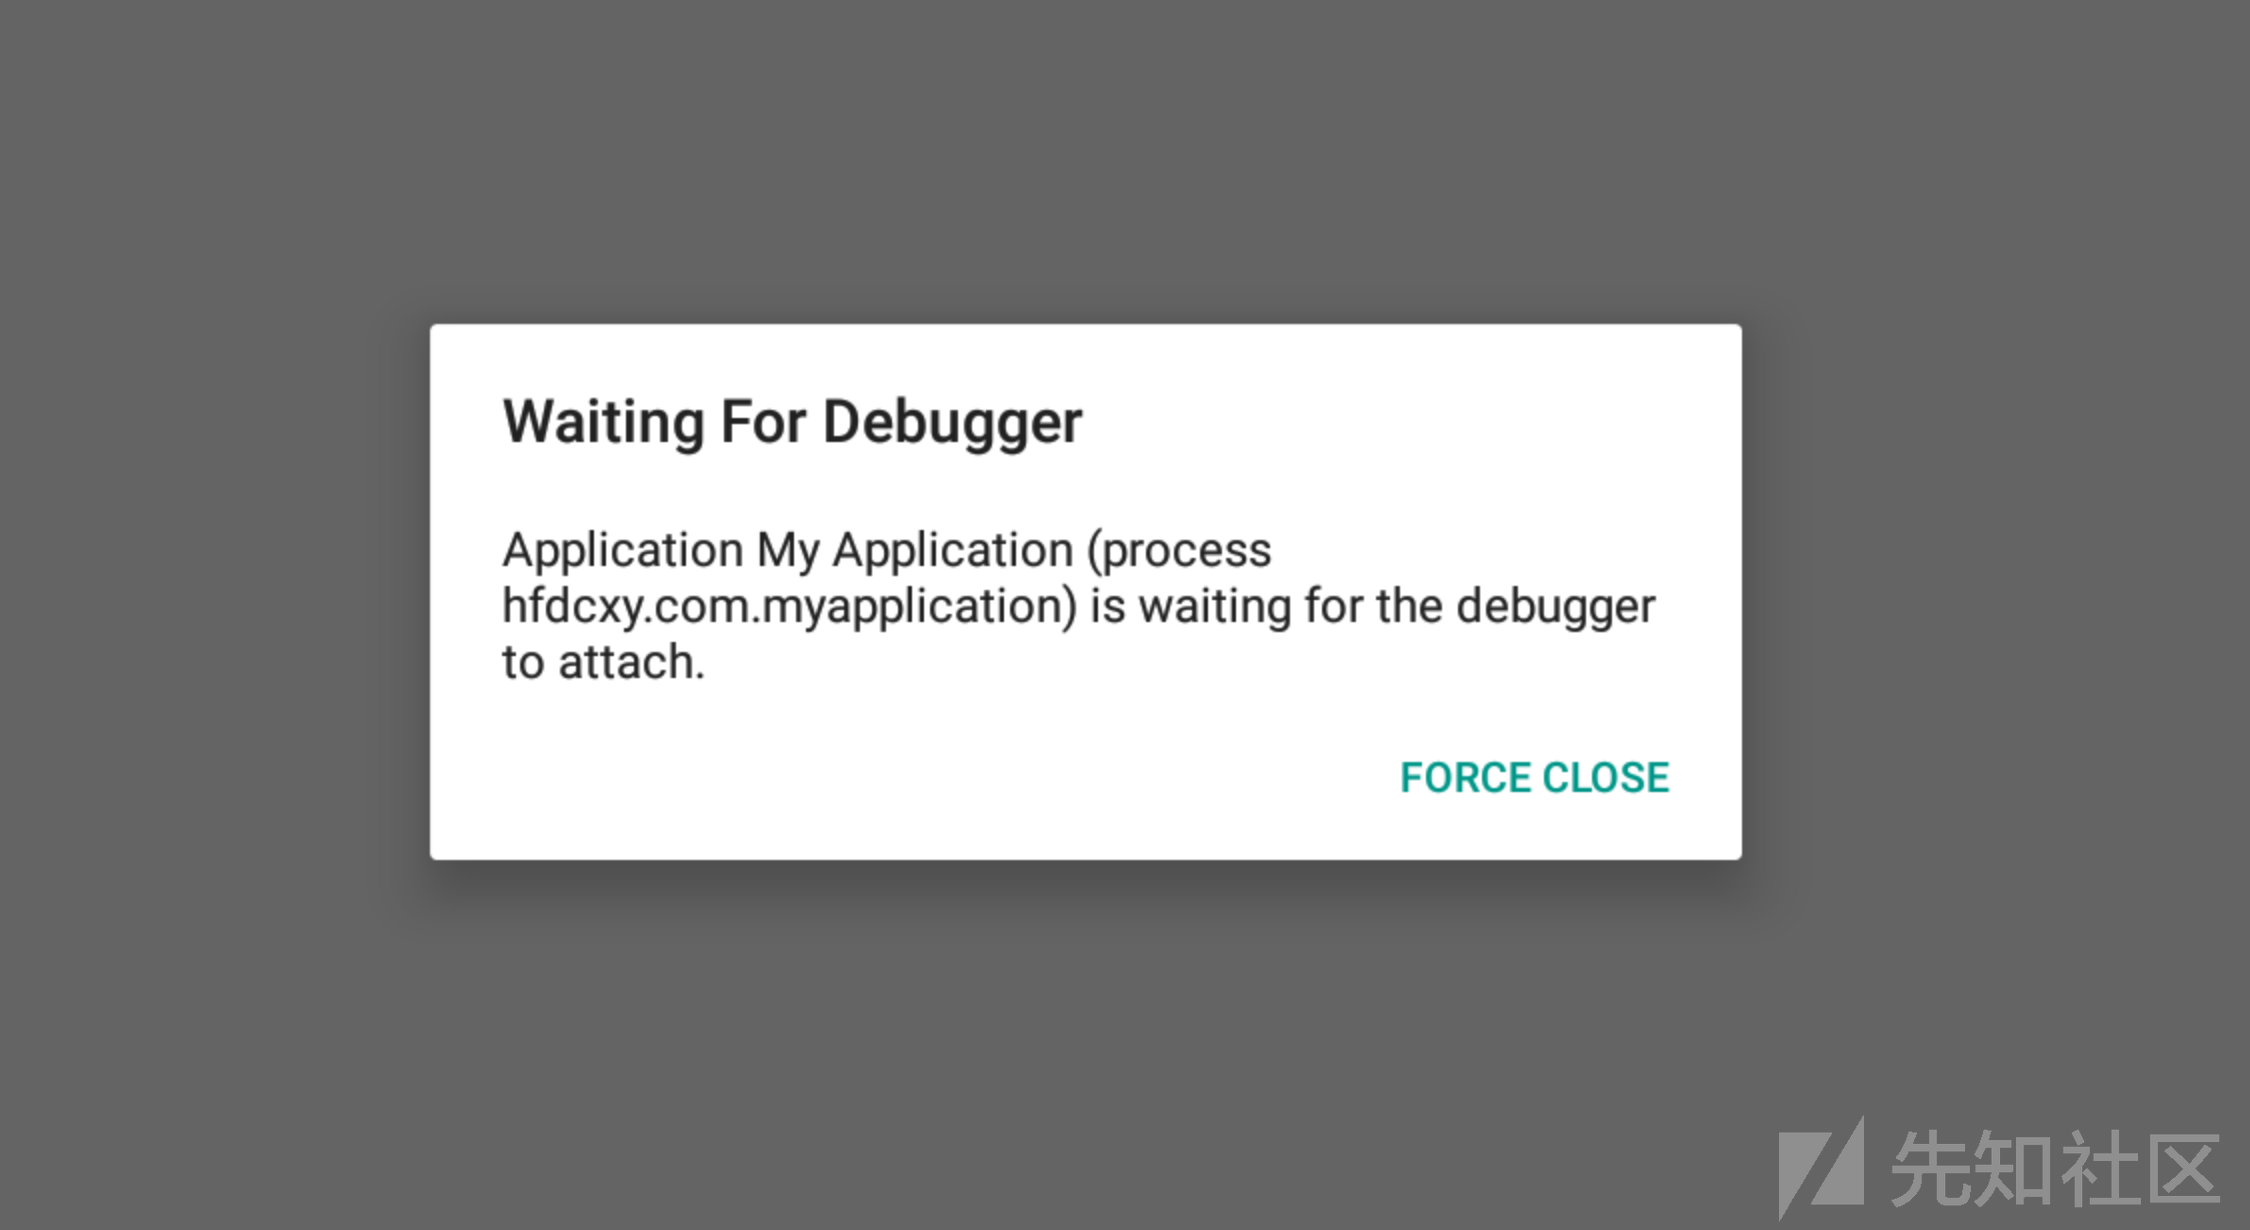 Waiting For Debugger
Application My Application (process
hfdcxy.com.myapplication) is waiting for the debugger
to attach.
FORCE CLOSE
先知社区